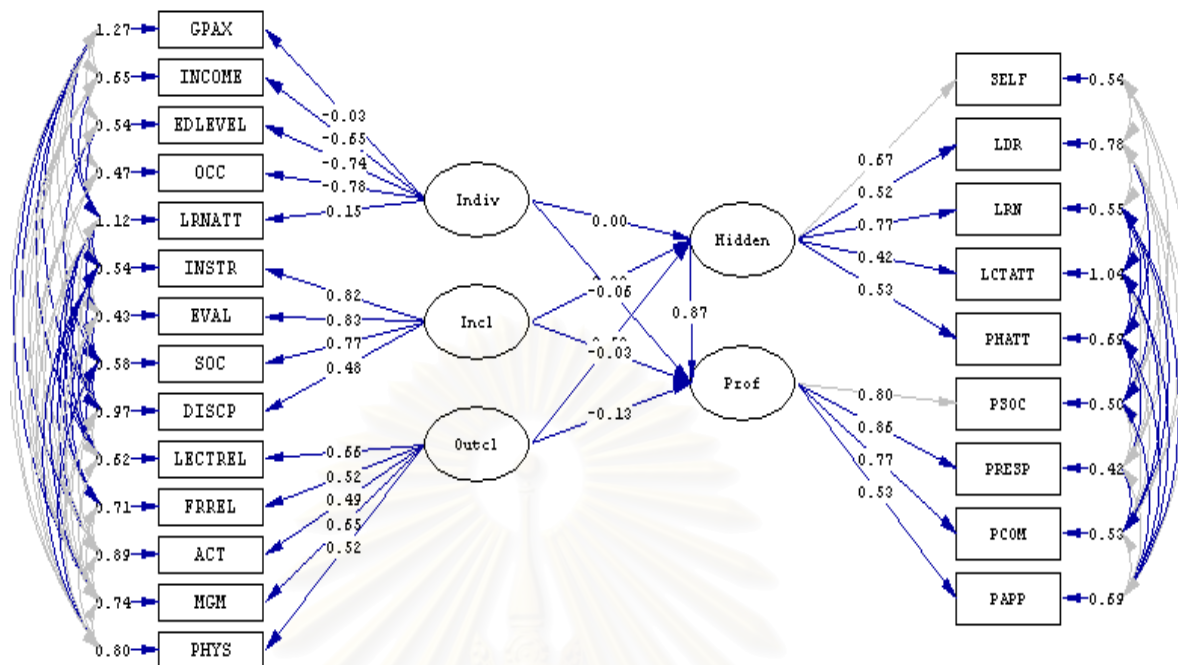 1.27 GPAX
0.65 INCOME
0.54 EDLEVEL
0.47 OCC
1.12 LRNATT
0.54 INSTR
0.43 EVAL
0.58 SOC
0.97 DISCP
0.62 LECTREL
0.71 FRREL
0.89 ACT
0.74 MGM
0.80 PHYS
-0.03
-0.65
-0.74
-0.78
0.15
0.82
0.83
0.77
0.48
0.66
0.52
0.49
0.65
0.52
Indiv
Incl
Outcl
0.00
-0.06
-0.03
-0.13
0.87
Hidden
Prof
0.67
0.52
0.77
0.42
0.53
0.80
0.86
0.77
0.53
SELF 0.54
LDR 0.78
LRN 0.55
LCTATT 1.04
PHATT 0.69
PSOC 0.50
PRESP 0.42
PCOM 0.53
PAPP 0.69